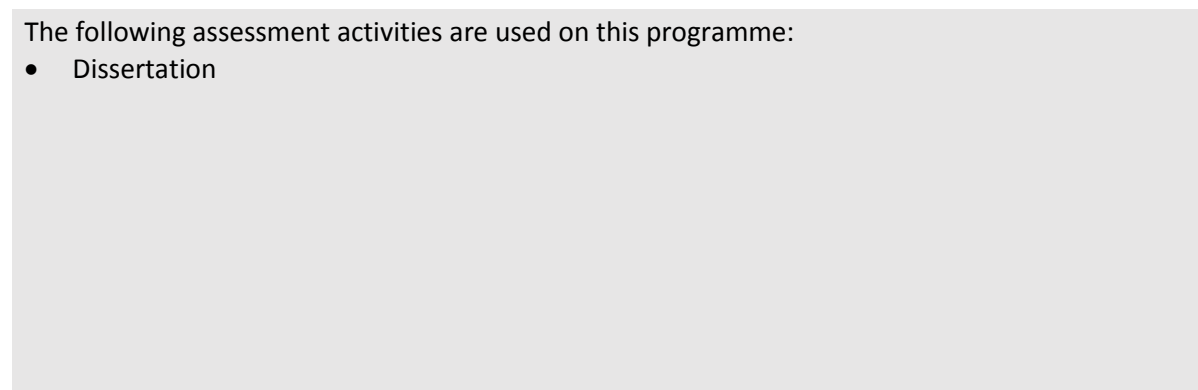 The following assessment activities are used on this programme:
• Dissertation